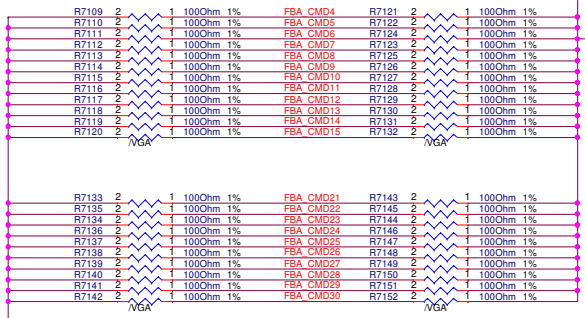 R7109 2 1 100Ohm 1% FBA_CMD4 R7121 2 1 100Ohm 1%
R7110 2 1 100Ohm 1% FBA_CMD5 R7122 2 1 100Ohm 1%
R7111 2 1 100Ohm 1% FBA_CMD6 R7124 2 1 100Ohm 1%
R7112 2 1 100Ohm 1% FBA_CMD7 R7123 2 1 100Ohm 1%
R7113 2 1 100Ohm 1% FBA_CMD8 R7125 2 1 100Ohm 1%
R7114 2 1 100Ohm 1% FBA_CMD9 R7126 2 1 100Ohm 1%
R7115 2 1 100Ohm 1% FBA_CMD10 R7127 2 1 100Ohm 1%
R7116 2 1 100Ohm 1% FBA_CMD11 R7128 2 1 100Ohm 1%
R7117 2 1 100Ohm 1% FBA_CMD12 R7129 2 1 100Ohm 1%
R7118 2 1 100Ohm 1% FBA_CMD13 R7130 2 1 100Ohm 1%
R7119 2 1 100Ohm 1% FBA_CMD14 R7131 2 1 100Ohm 1%
R7120 2 1 100Ohm 1% FBA_CMD15 R7132 2 1 100Ohm 1%
/VGA /VGA
R7133 2 1 100Ohm 1% FBA_CMD21 R7143 2 1 100Ohm 1%
R7135 2 1 100Ohm 1% FBA_CMD22 R7145 2 1 100Ohm 1%
R7134 2 1 100Ohm 1% FBA_CMD23 R7144 2 1 100Ohm 1%
R7136 2 1 100Ohm 1% FBA_CMD24 R7146 2 1 100Ohm 1%
R7137 2 1 100Ohm 1% FBA_CMD25 R7147 2 1 100Ohm 1%
R7138 2 1 100Ohm 1% FBA_CMD26 R7148 2 1 100Ohm 1%
R7139 2 1 100Ohm 1% FBA_CMD27 R7149 2 1 100Ohm 1%
R7140 2 1 100Ohm 1% FBA_CMD28 R7150 2 1 100Ohm 1%
R7141 2 1 100Ohm 1% FBA_CMD29 R7151 2 1 100Ohm 1%
R7142 2 1 100Ohm 1% FBA_CMD30 R7152 2 1 100Ohm 1%
/VGA /VGA